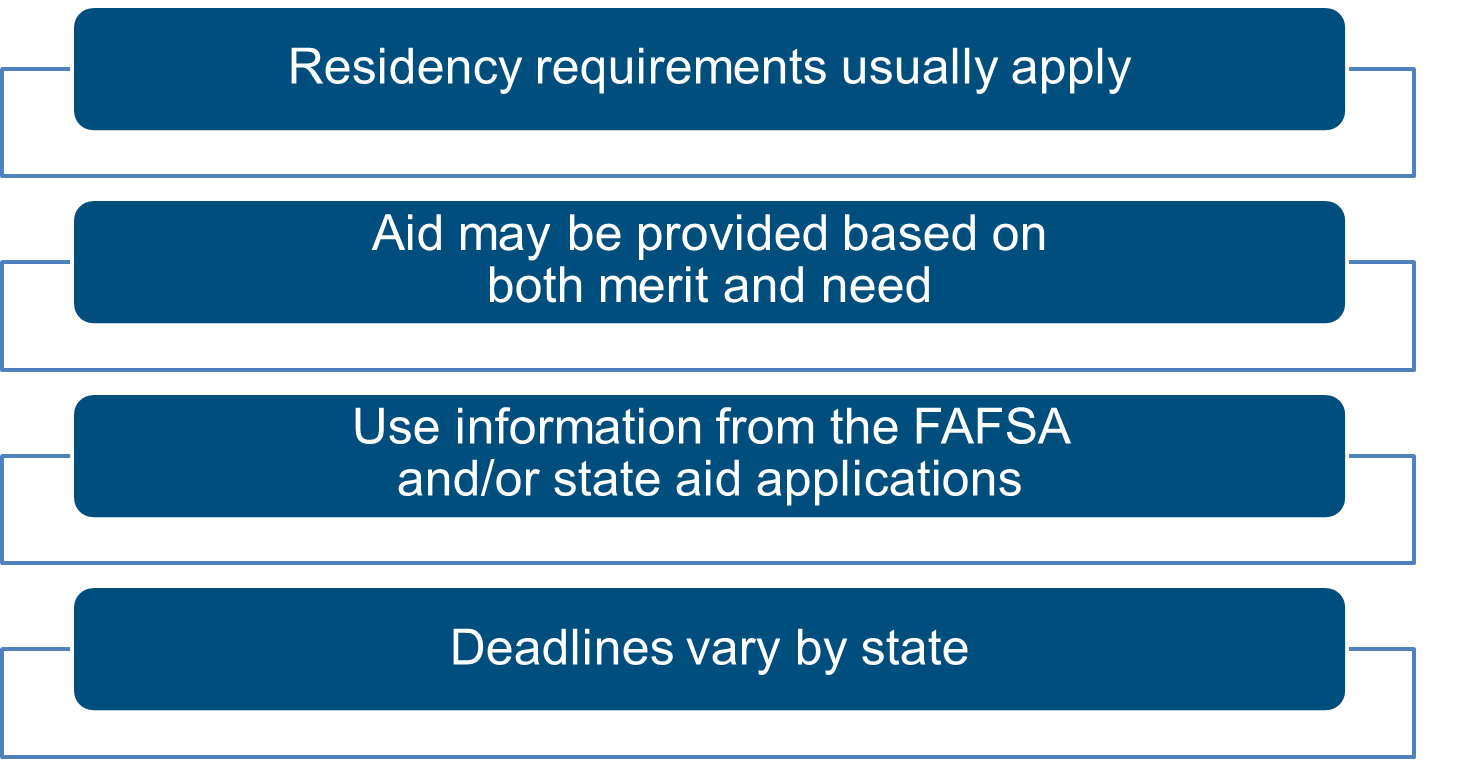 Residency requirements usually apply
Aid may be provided based on
both merit and need
Use information from the FAFSA
and/or state aid applications
Deadlines vary by state